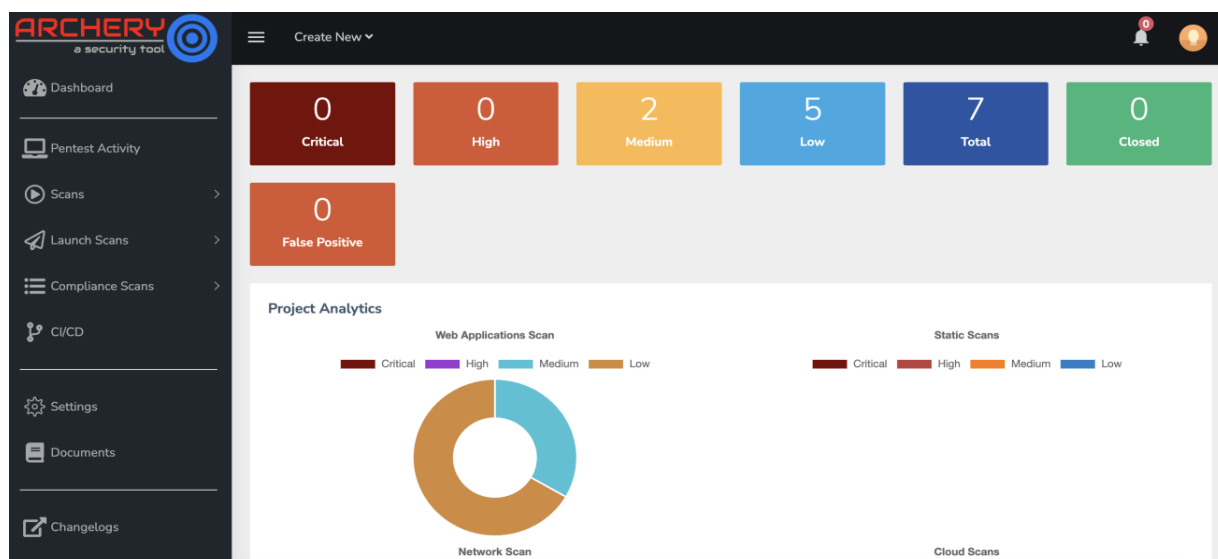 ARCHERY
a security tool
Create New
0
Dashboard
Pentest Activity
Scans
Launch Scans
Compliance Scans
CI/CD
Settings
Documents
Changelogs
0
Critical
0
High
2
Medium
5
Low
7
Total
0
Closed
0
False Positive
Project Analytics
Web Applications Scan
Critical High Medium Low
Static Scans
Critical High Medium Low
Network Scan
Cloud Scans